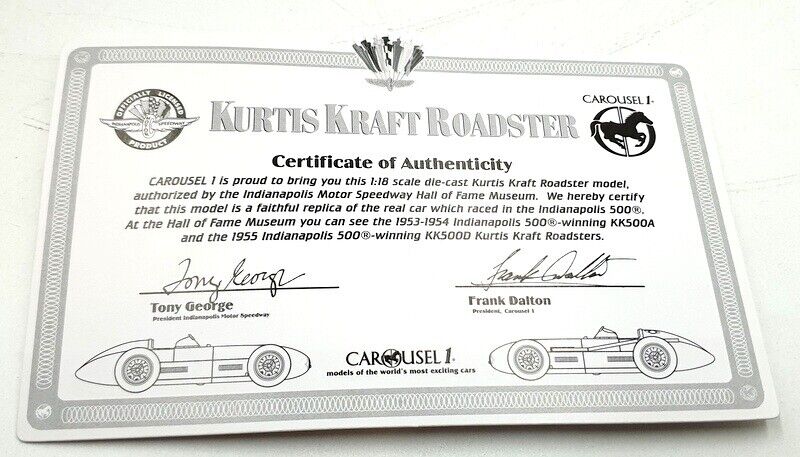 OFFICIALLY LICENSED
INDIANAPOLIS SPEEDWAY
PRODUCT
KURTIS KRAFT ROADSTER
CAROUSEL 1
Certificate of Authenticity
CAROUSEL 1 is proud to bring you this 1:18 scale die-cast Kurtis Kraft Roadster model,
authorized by the Indianapolis Motor Speedway Hall of Fame Museum. We hereby certify
that this model is a faithful replica of the real car which raced in the Indianapolis 500®.
At the Hall of Fame Museum you can see the 1953-1954 Indianapolis 500®-winning KK500A
and the 1955 Indianapolis 500®-winning KK500D Kurtis Kraft Roadsters.
Tony George
Frank Dalton
Tony George
President Indianapolis Motor Speedway
Frank Dalton
President, Carousel 1
CAROUSEL 1
models of the world's most exciting cars